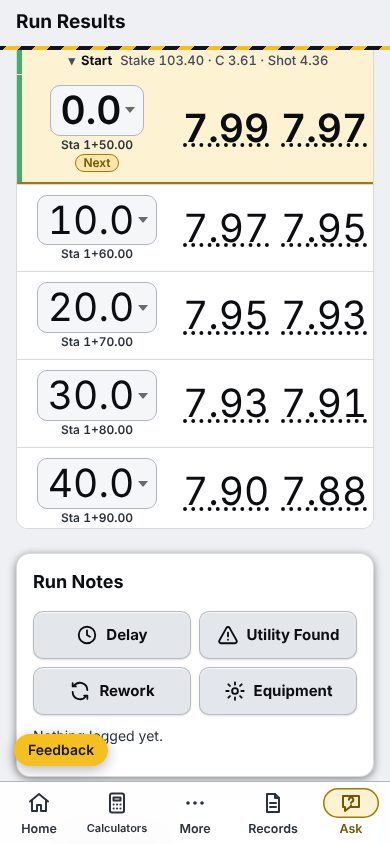 Run Results
▾ Start Stake 103.40 · C 3.61 · Shot 4.36
0.0 7.99 7.97
Sta 1+50.00
Next
10.0 7.97 7.95
Sta 1+60.00
20.0 7.95 7.93
Sta 1+70.00
30.0 7.93 7.91
Sta 1+80.00
40.0 7.90 7.88
Sta 1+90.00
Run Notes
Delay Utility Found
Rework Equipment
Nothing logged yet.
Feedback
Home Calculators More Records Ask